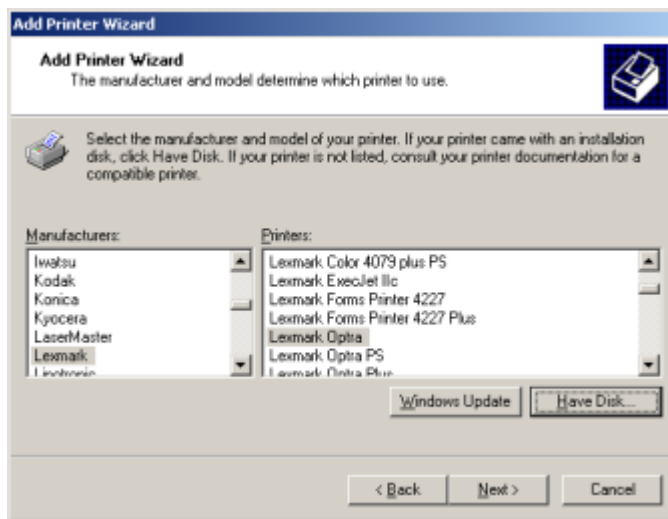 Add Printer Wizard
Add Printer Wizard
The manufacturer and model determine which printer to use.
Select the manufacturer and model of your printer. If your printer came with an installation
disk, click Have Disk. If your printer is not listed, consult your printer documentation for a
compatible printer.
Manufacturers:
Iwatsu
Kodak
Konica
Kyocera
LaserMaster
Lexmark
Linotronic
Printers:
Lexmark Color 4079 plus PS
Lexmark ExecJet IIc
Lexmark Forms Printer 4227
Lexmark Forms Printer 4227 Plus
Lexmark Optra
Lexmark Optra PS
Lexmark Optra Plus
Windows Update
Have Disk...
< Back
Next >
Cancel